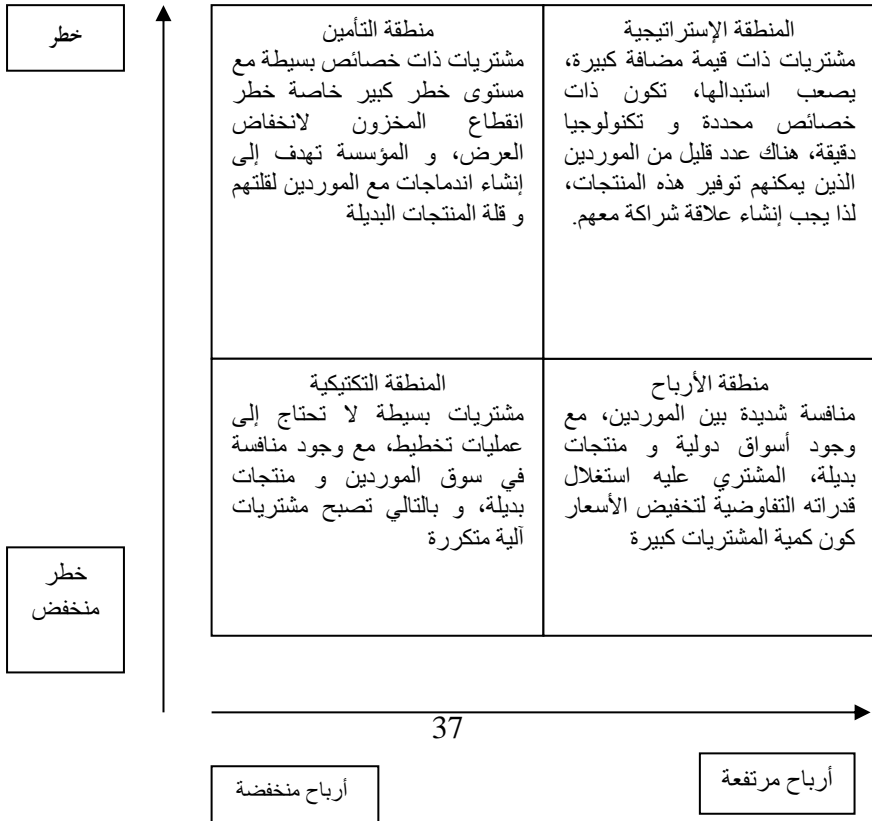 خطر
المنطقة الإستراتيجية
مشتريات ذات قيمة مضافة كبيرة،
يصعب استبدالها، تكون ذات
خصائص محددة و تكنولوجيا
دقيقة، هناك عدد قليل من الموردين
الذين يمكنهم توفير هذه المنتجات،
لذا يجب إنشاء علاقة شراكة معهم.
منطقة التأمين
مشتريات ذات خصائص بسيطة مع
مستوى خطر كبير خاصة خطر
انقطاع المخزون لانخفاض
العرض، و المؤسسة تهدف إلى
إنشاء اندماجات مع الموردين لقلتهم
و قلة المنتجات البديلة
منطقة الأرباح
منافسة شديدة بين الموردين، مع
وجود أسواق دولية و منتجات
بديلة، المشتري عليه استغلال
قدراته التفاوضية لتخفيض الأسعار
كون كمية المشتريات كبيرة
المنطقة التكتيكية
مشتريات بسيطة لا تحتاج إلى
عمليات تخطيط، مع وجود منافسة
في سوق الموردين و منتجات
بديلة، و بالتالي تصبح مشتريات
آلية متكررة
خطر
منخفض
37
أرباح مرتفعة
أرباح منخفضة